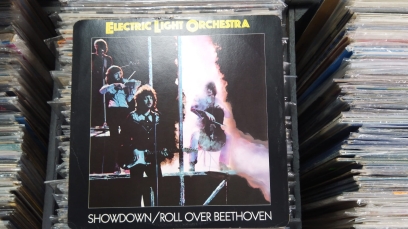 ELECTRIC LIGHT ORCHESTRA
SHOWDOWN/ROLL OVER BEETHOVEN